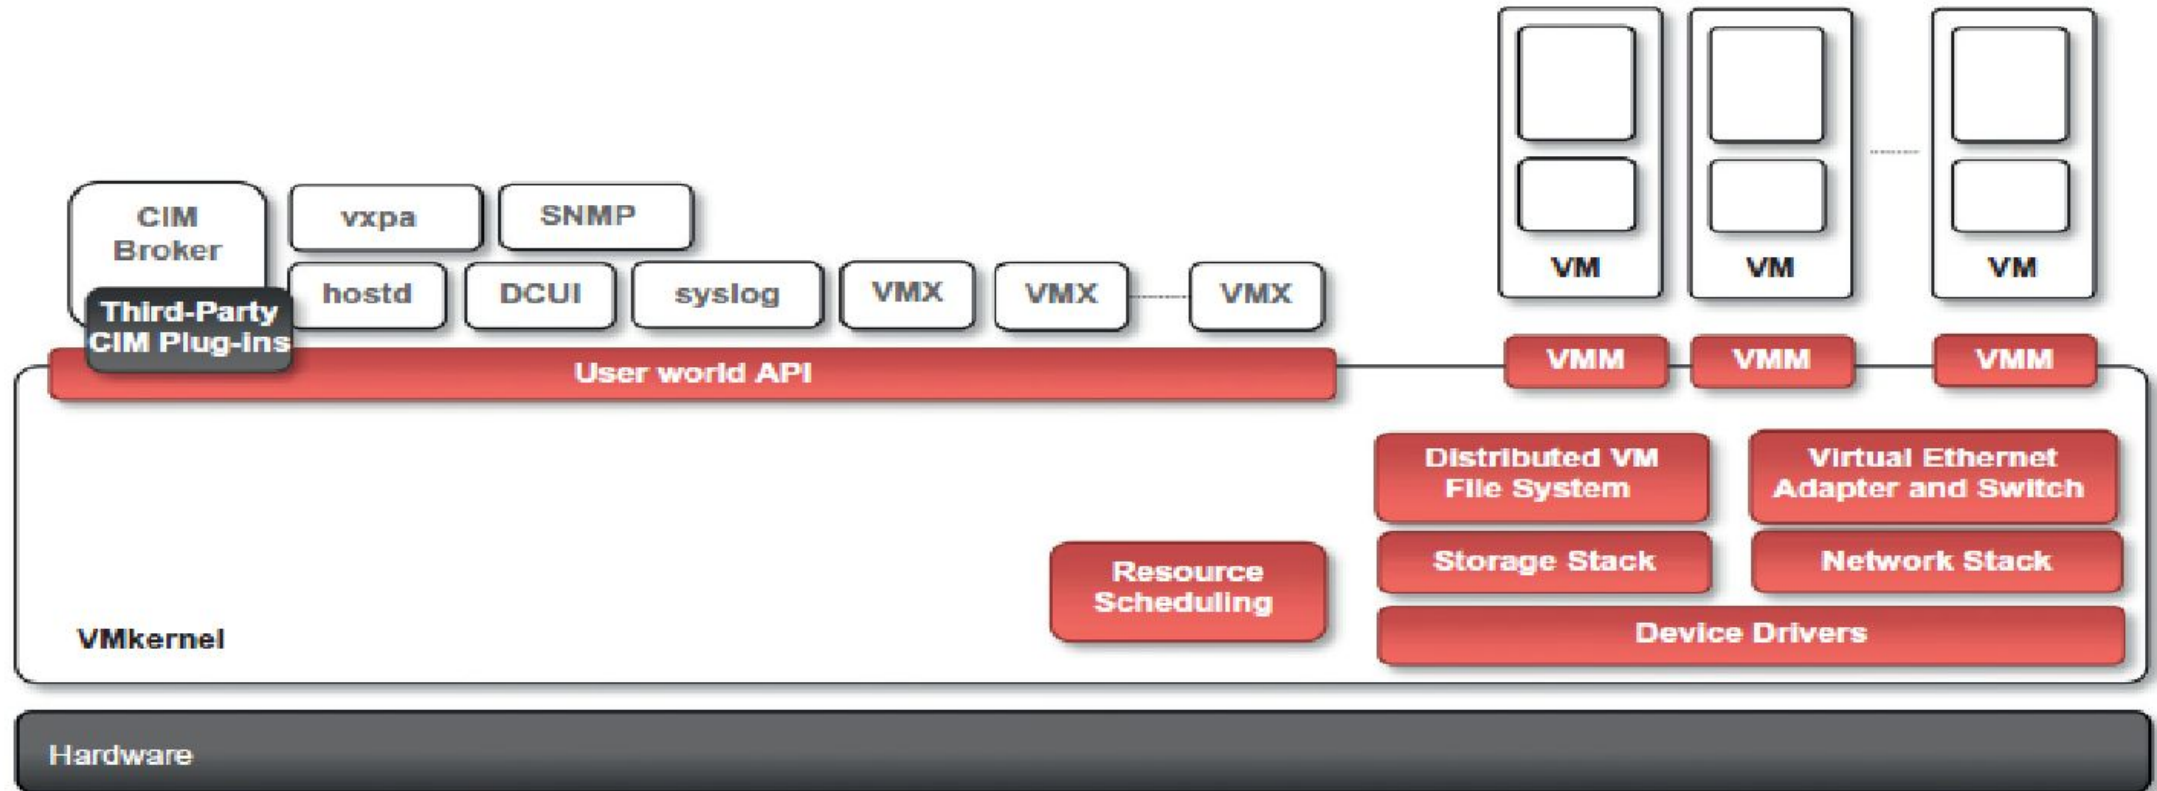 CIM
Broker
vxpa
SNMP
hostd
DCUI
syslog
VMX
VMX
VMX
Third-Party
CIM Plug-ins
User world API
VM
VM
VM
VMM
VMM
VMM
Distributed VM
File System
Virtual Ethernet
Adapter and Switch
Storage Stack
Network Stack
Resource
Scheduling
Device Drivers
VMkernel
Hardware